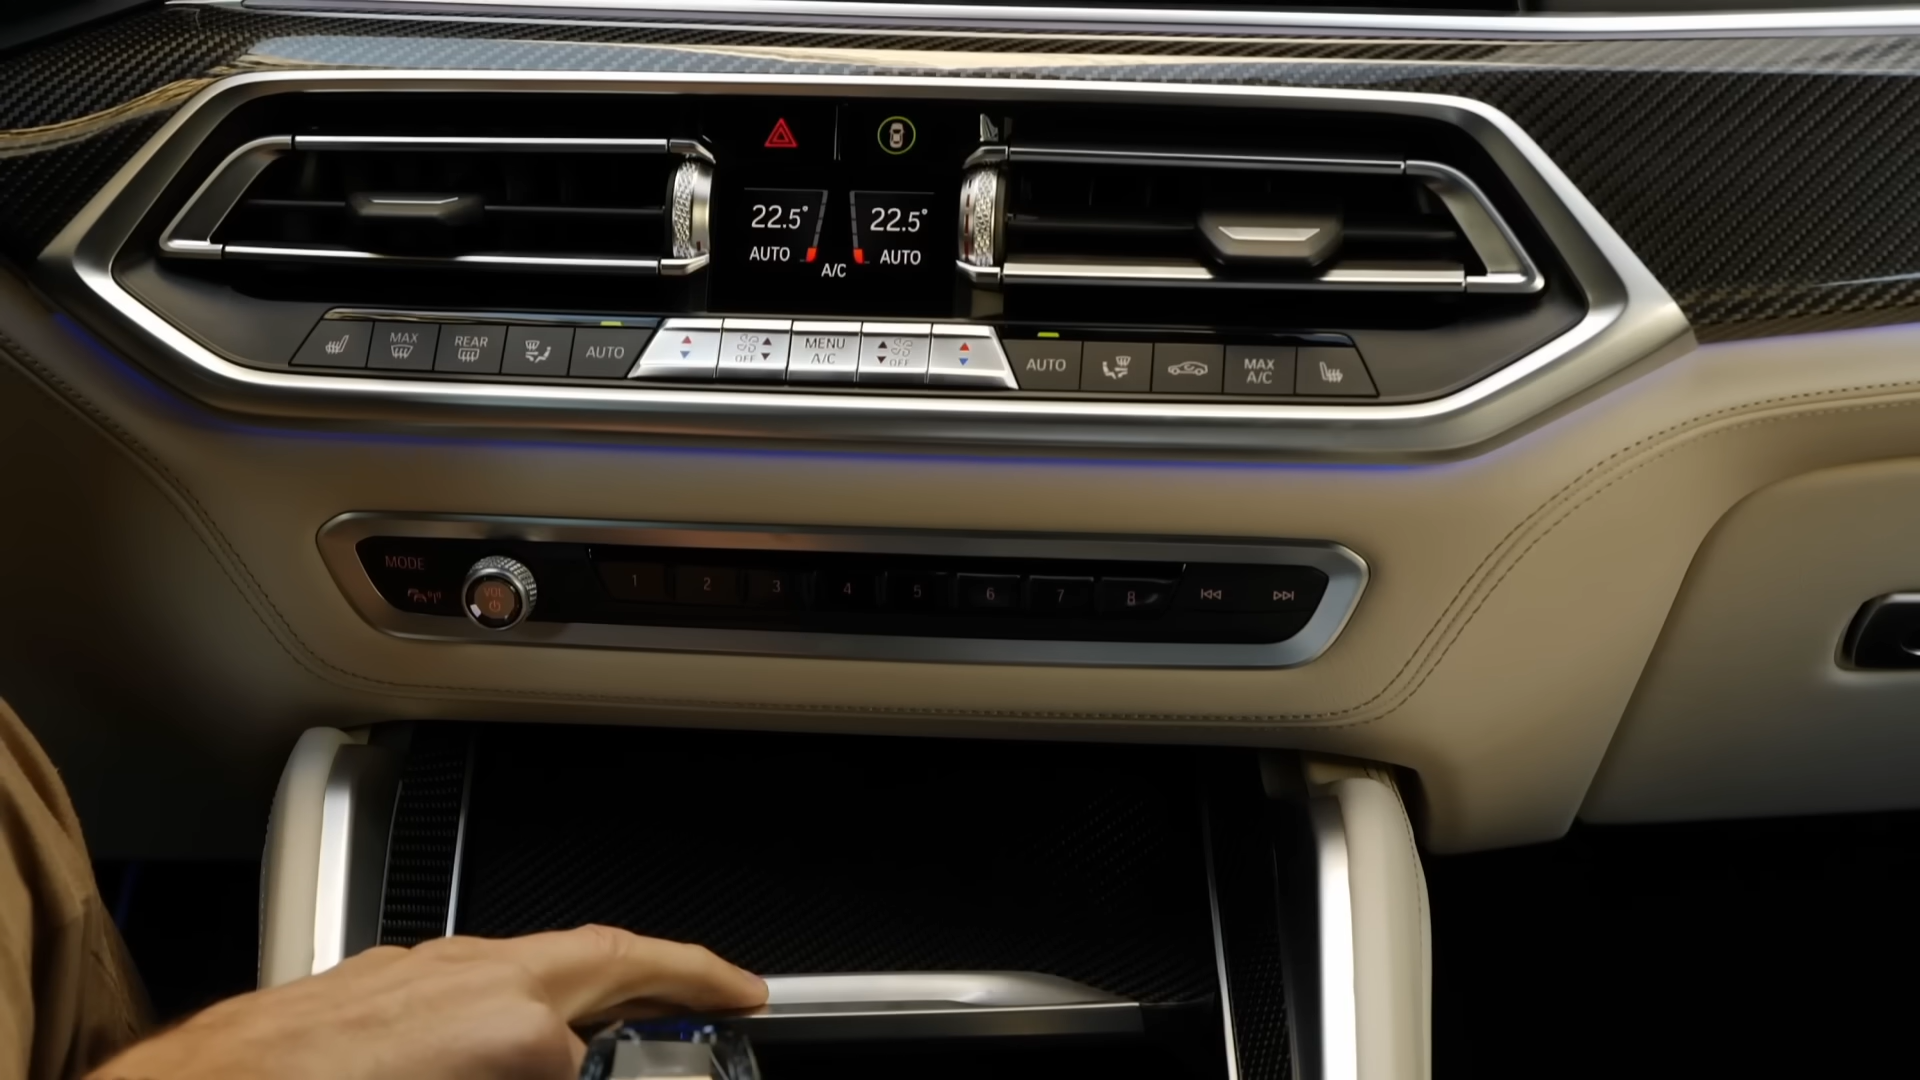 22.5° 22.5°
AUTO AUTO
A/C
MAX
REAR
AUTO
OFF
MENU
A/C
OFF
AUTO
MAX
A/C
MODE
VOL
1 2 3 4 5 6 7 8